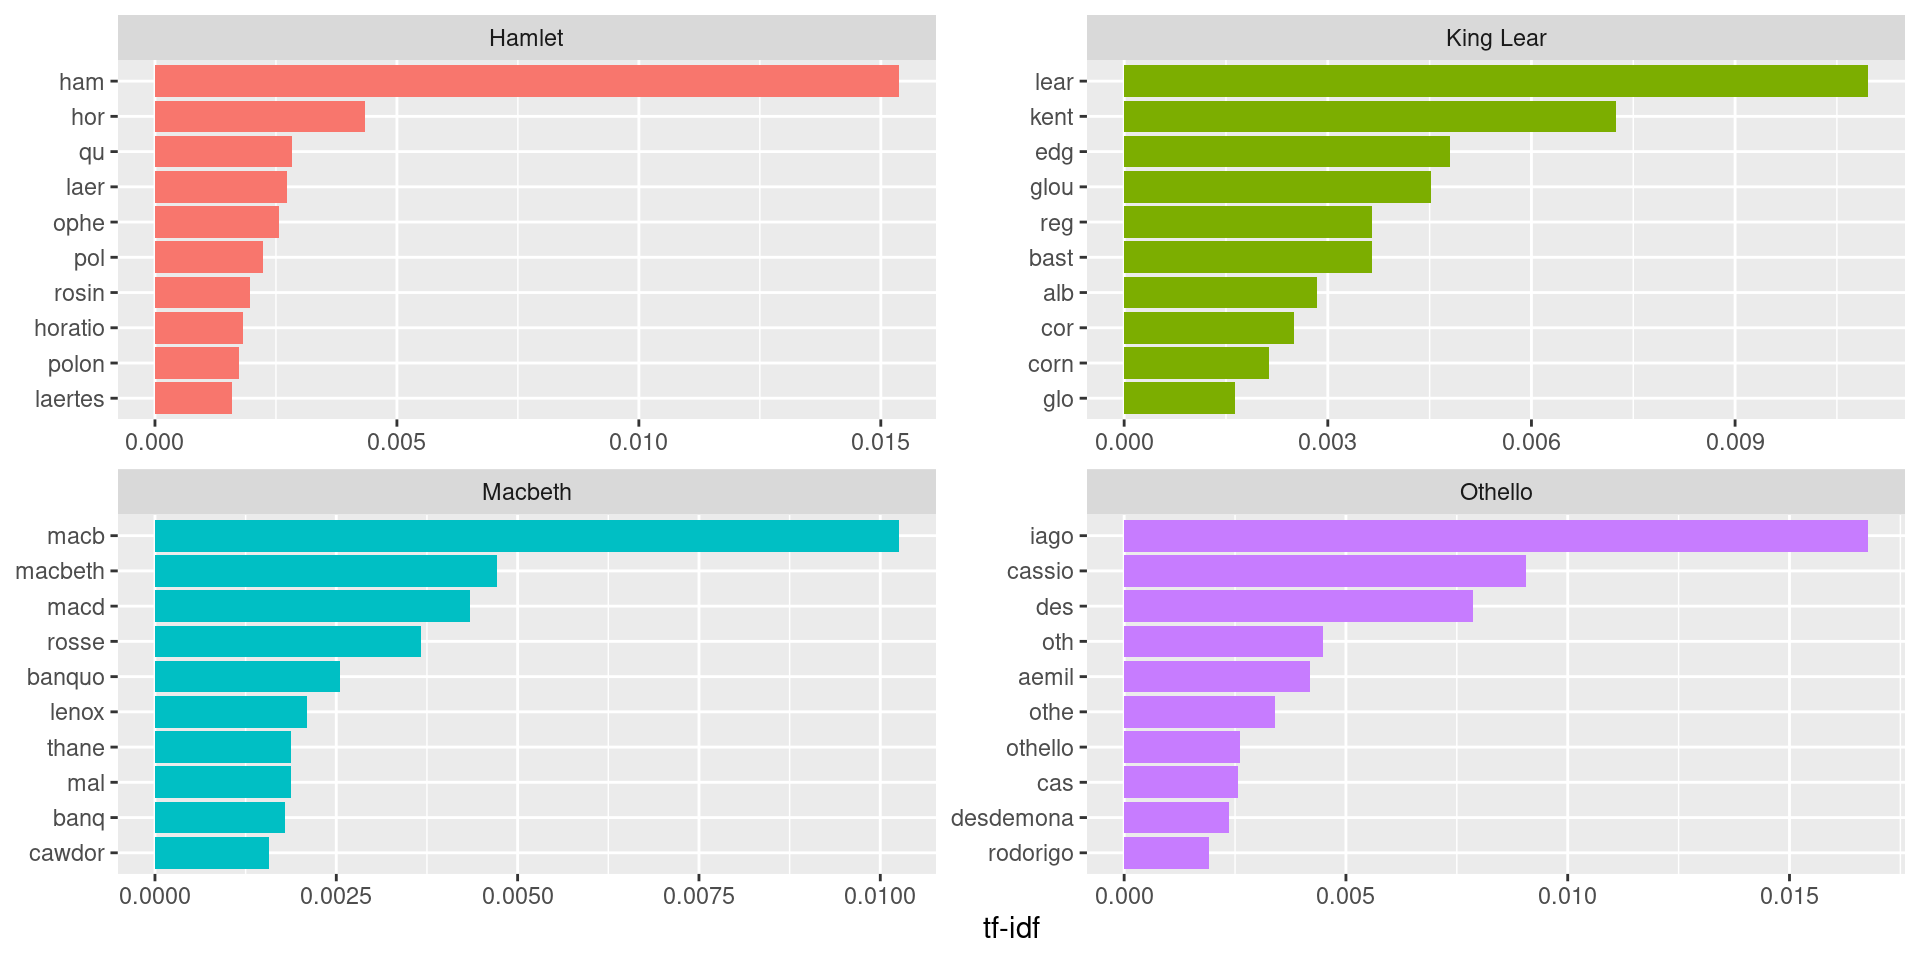 Hamlet
ham
hor
qu
laer
ophe
pol
rosin
horatio
polon
laertes
0.000 0.005 0.010 0.015
King Lear
lear
kent
edg
glou
reg
bast
alb
cor
corn
glo
0.000 0.003 0.006 0.009
Macbeth
macb
macbeth
macd
rosse
banquo
lenox
thane
mal
banq
cawdor
0.0000 0.0025 0.0050 0.0075 0.0100
Othello
iago
cassio
des
oth
aemil
othe
othello
cas
desdemona
rodorigo
0.000 0.005 0.010 0.015
tf-idf